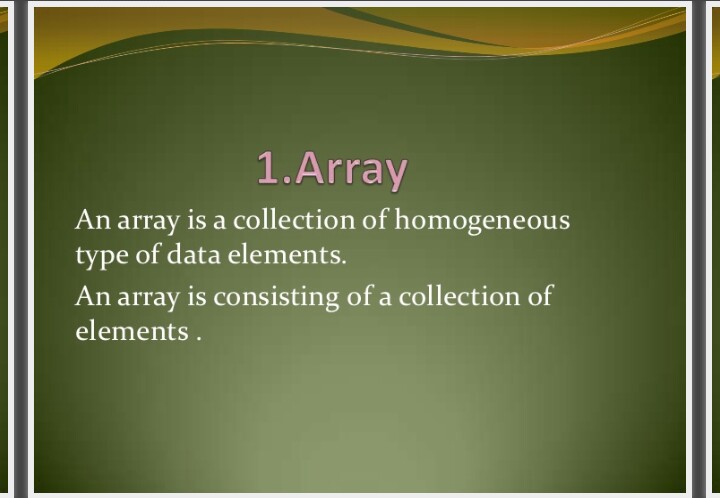 1.Array
An array is a collection of homogeneous
type of data elements.
An array is consisting of a collection of
elements .